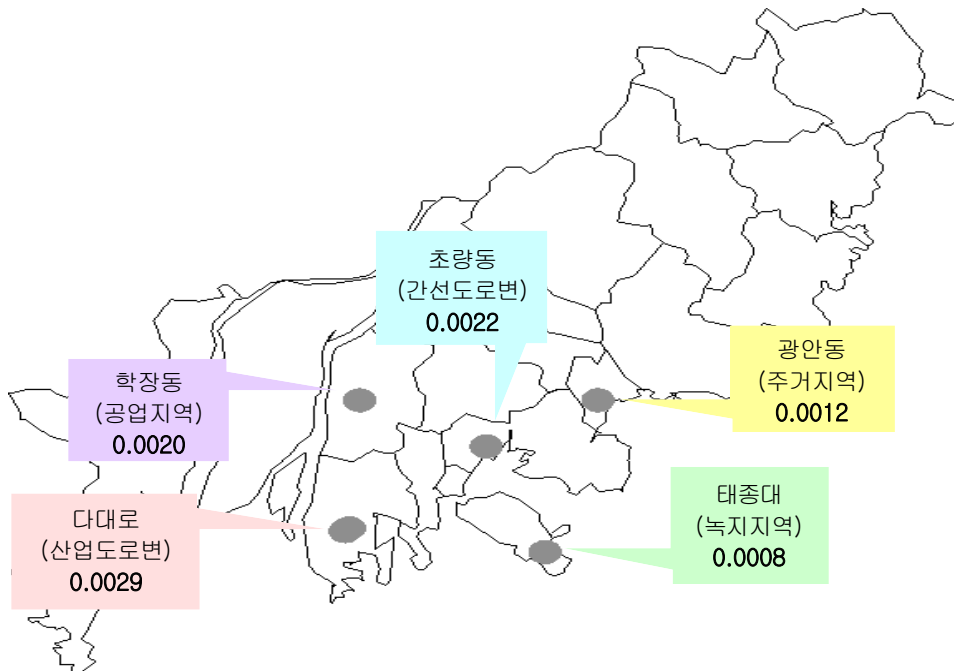 초량동
(간선도로변)
0.0022
광안동
(주거지역)
0.0012
학장동
(공업지역)
0.0020
태종대
(녹지지역)
0.0008
다대로
(산업도로변)
0.0029